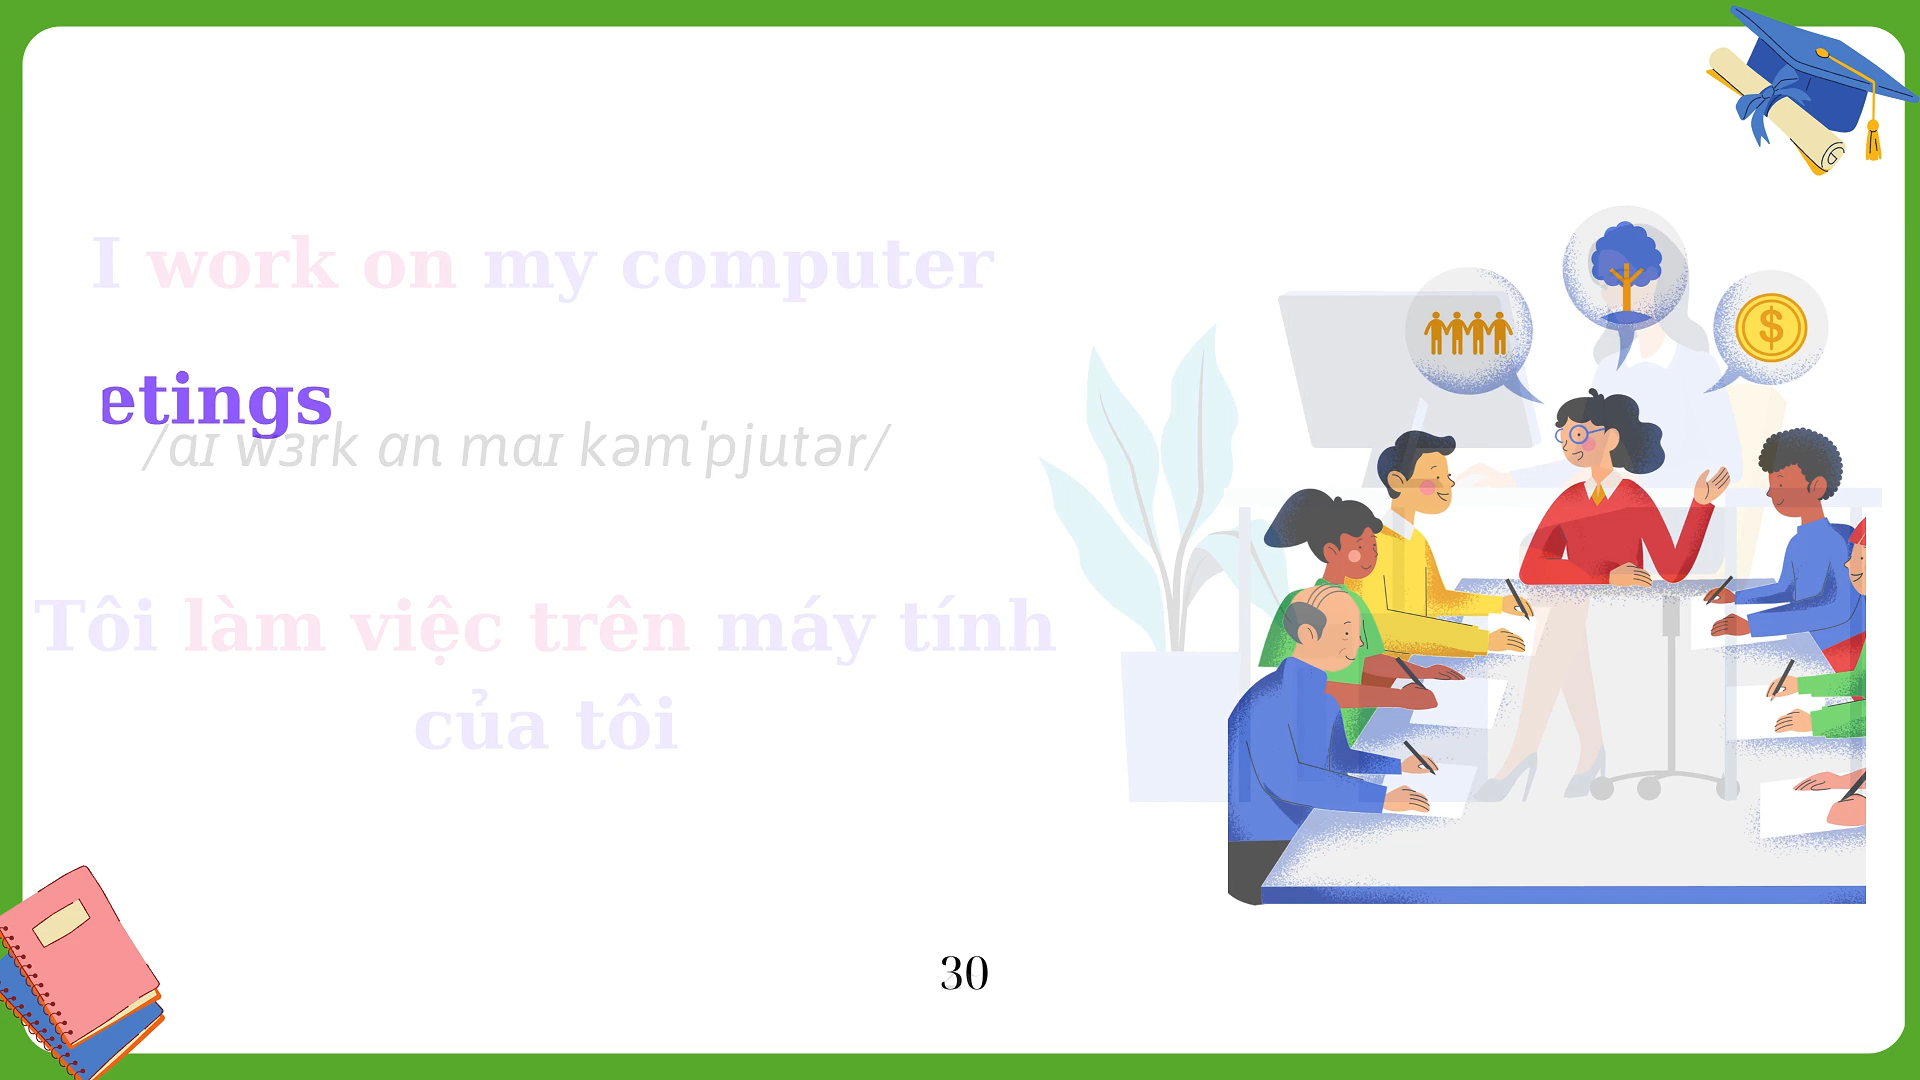 I work on my computer
etings
/aɪ wɜrk ɑn maɪ kəmˈpjutər/
Tôi làm việc trên máy tính
của tôi
$
30